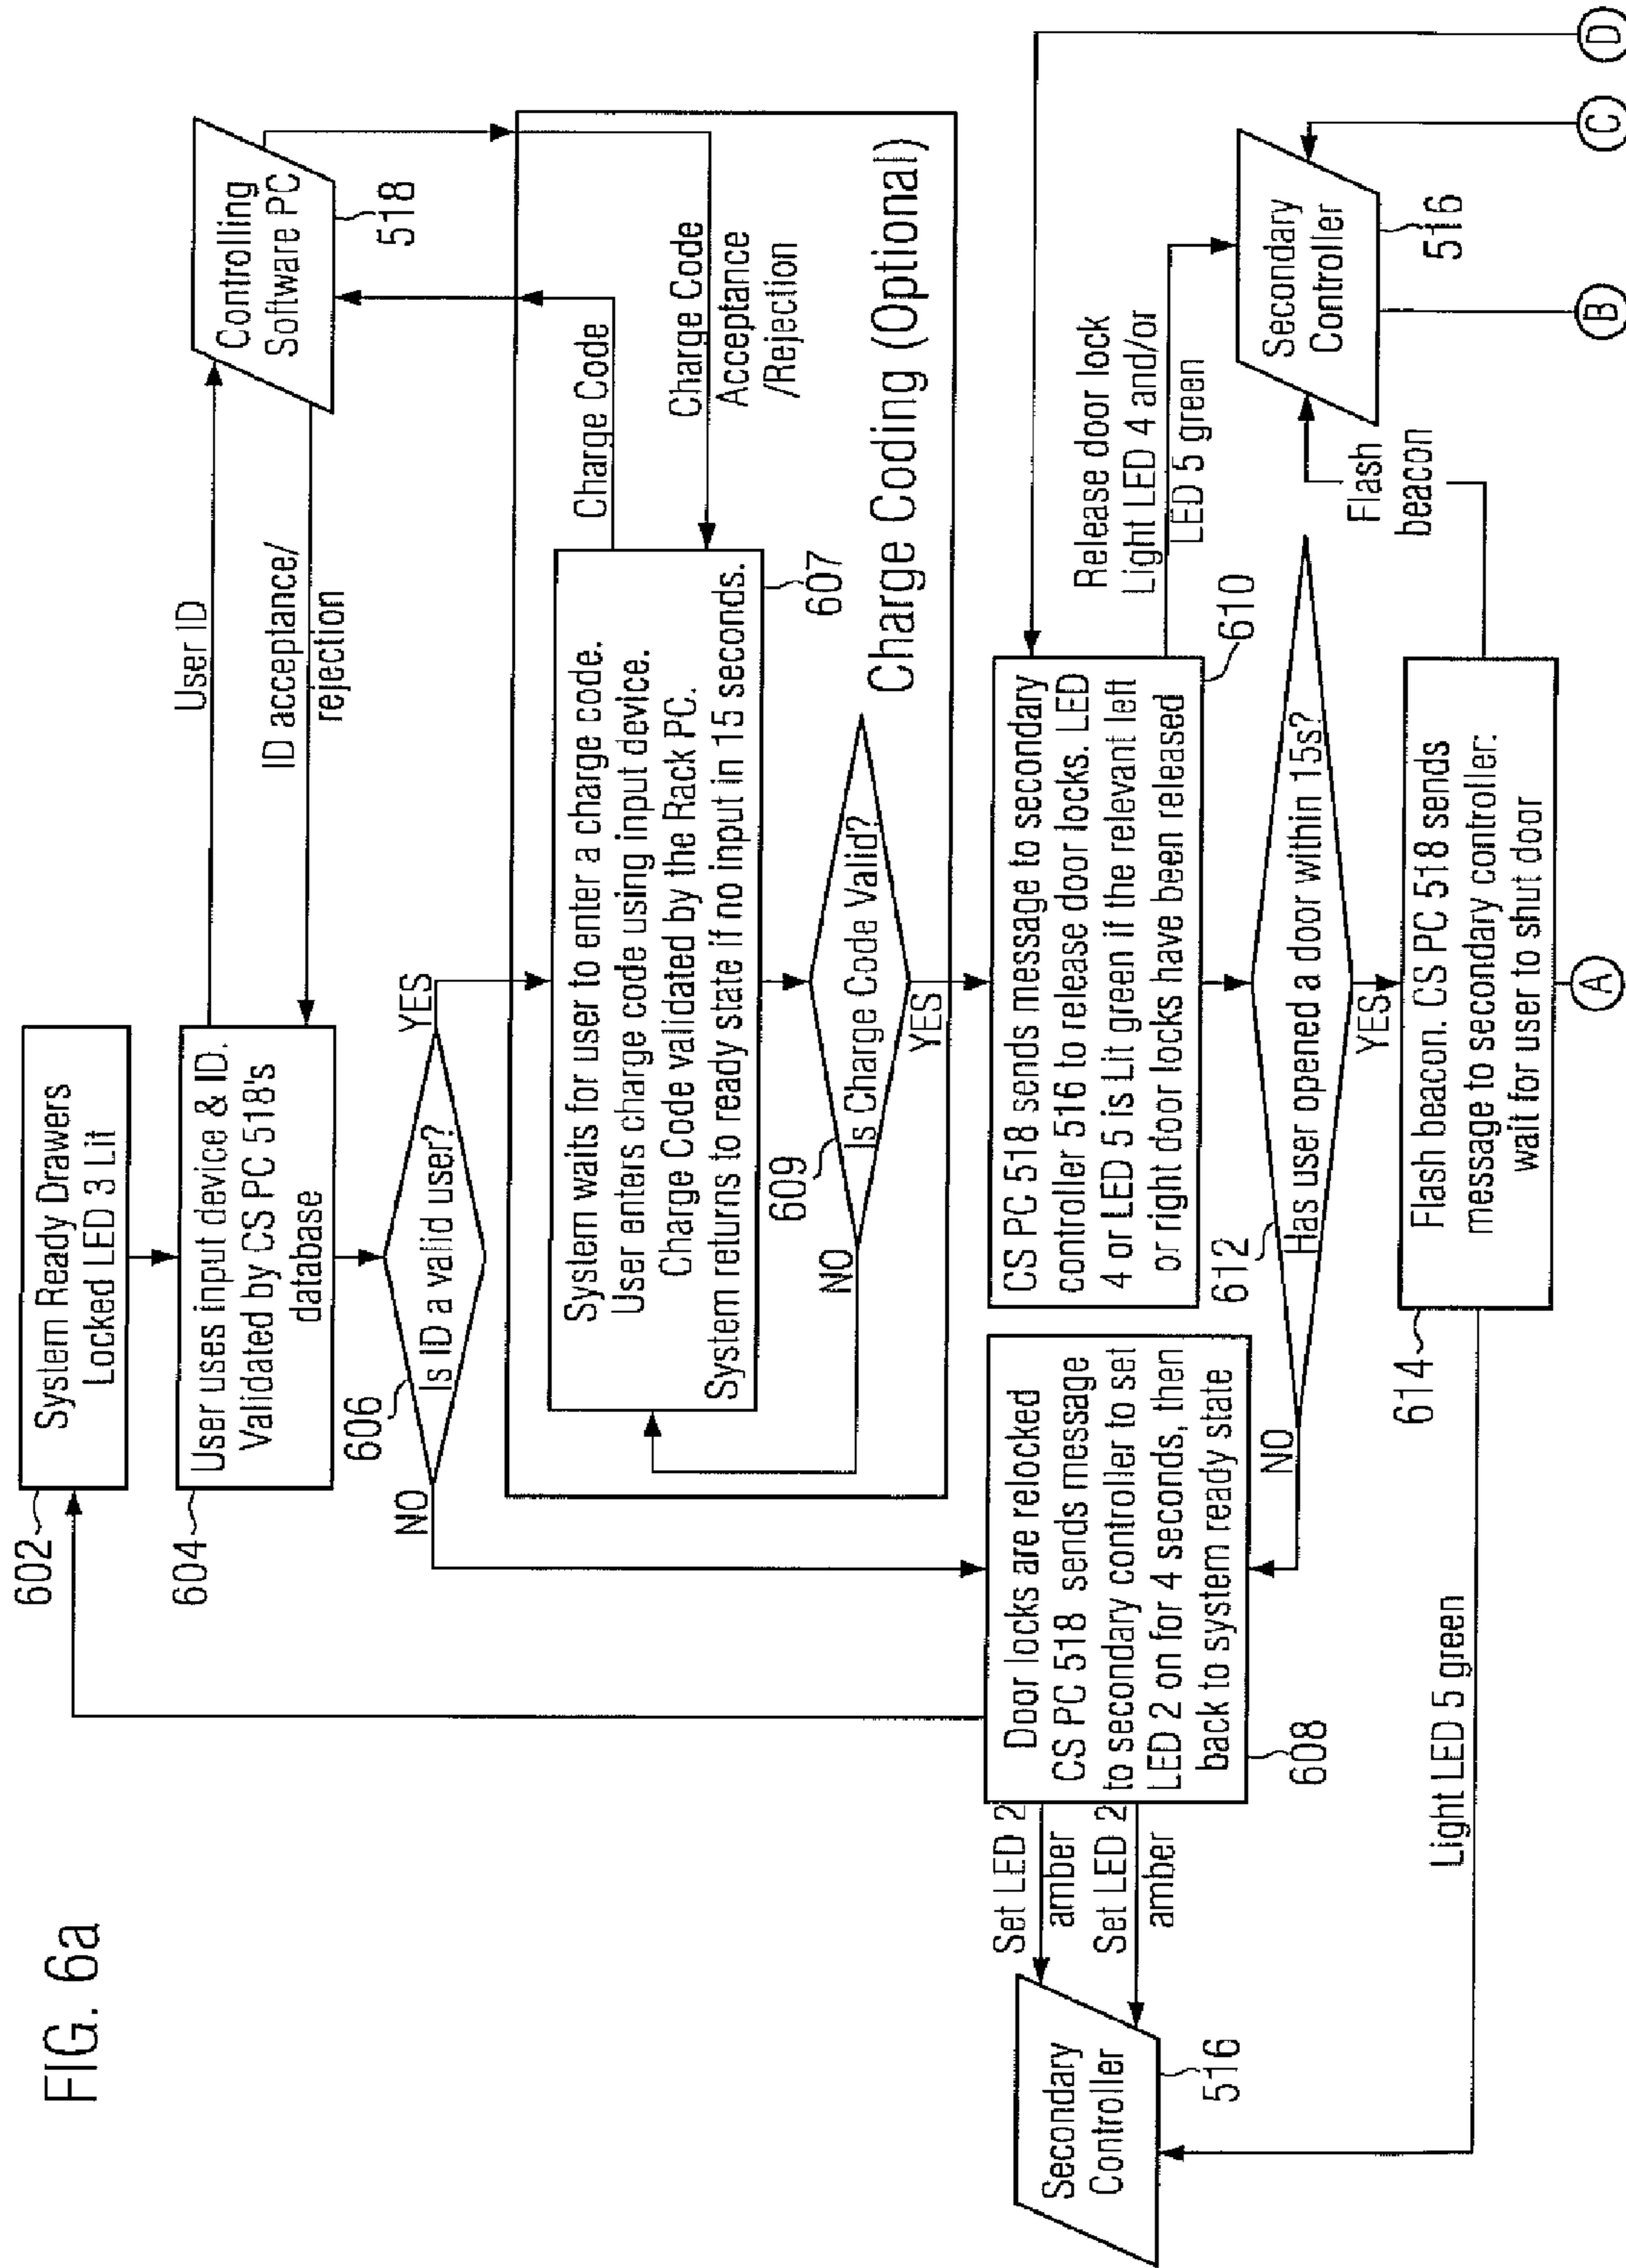 FIG. 6a
602
System Ready Drawers
Locked LED 3 Lit
604
User uses input device & ID.
Validated by CS PC 518's
database
User ID
ID acceptance/
rejection
Controlling
Software PC
518
606
Is ID a valid user?
NO
YES
System waits for user to enter a charge code.
User enters charge code using input device.
Charge Code validated by the Rack PC.
System returns to ready state if no input in 15 seconds.
607
Charge Code
Charge Code
Acceptance
/Rejection
609
Is Charge Code Valid?
NO
YES
Charge Coding (Optional)
Door locks are relocked
CS PC 518 sends message
to secondary controller to set
LED 2 on for 4 seconds, then
back to system ready state
608
Set LED 2
amber
Set LED 2
amber
Secondary
Controller
516
CS PC 518 sends message to secondary
controller 516 to release door locks. LED
4 or LED 5 is Lit green if the relevant left
or right door locks have been released
610
Release door lock
Light LED 4 and/or
LED 5 green
Secondary
Controller
516
612
Has user opened a door within 15s?
NO
YES
Flash
beacon
614
Flash beacon. CS PC 518 sends
message to secondary controller:
wait for user to shut door
Light LED 5 green
A
B
C
D